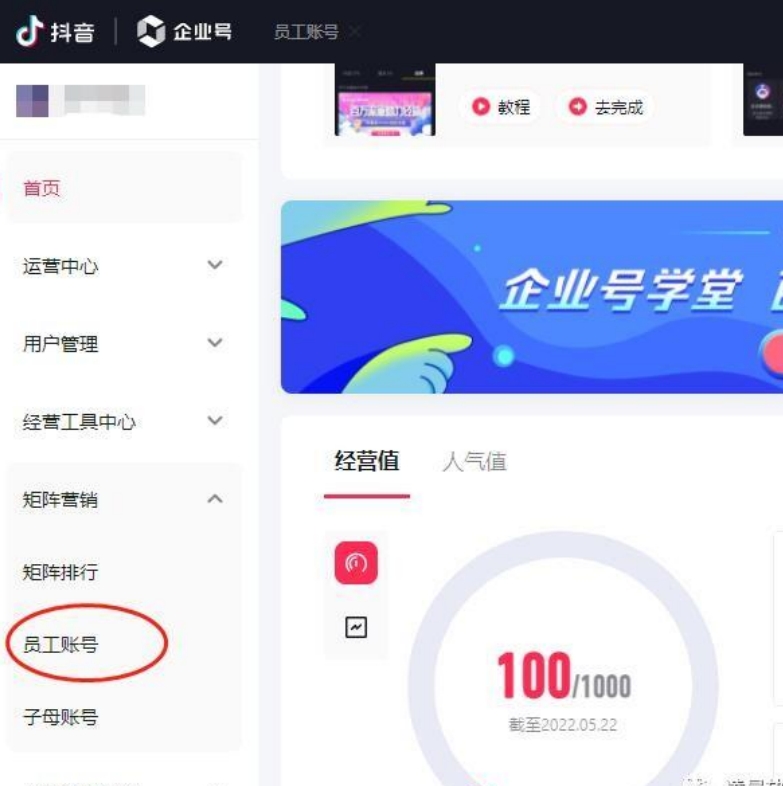 抖音 企业号 员工账号
教程 去完成
首页
运营中心
企业号学堂
用户管理
经营工具中心
经营值 人气值
矩阵营销
矩阵排行
员工账号
100/1000
子母账号
截至2022.05.22